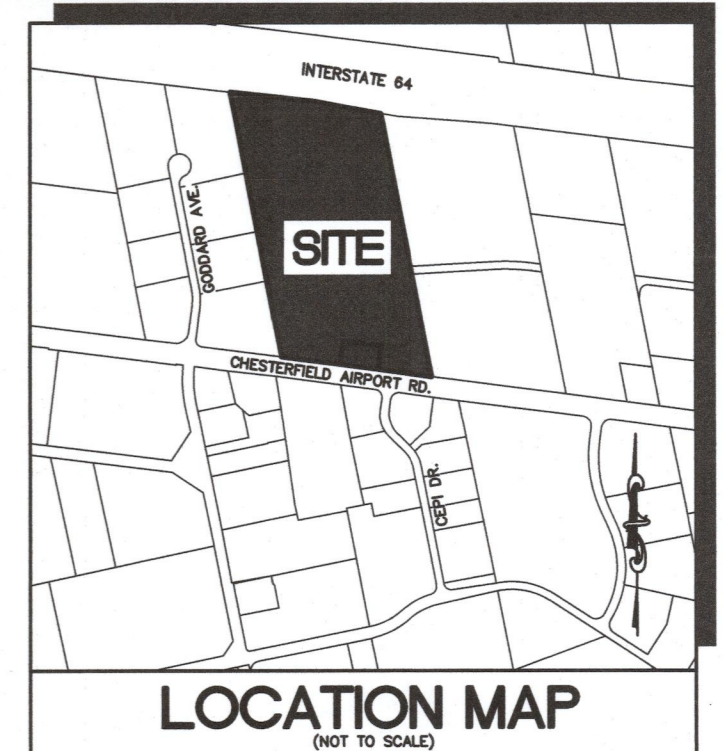 INTERSTATE 64
GODDARD AVE.
SITE
CHESTERFIELD AIRPORT RD.
CEPI DR.
LOCATION MAP
(NOT TO SCALE)